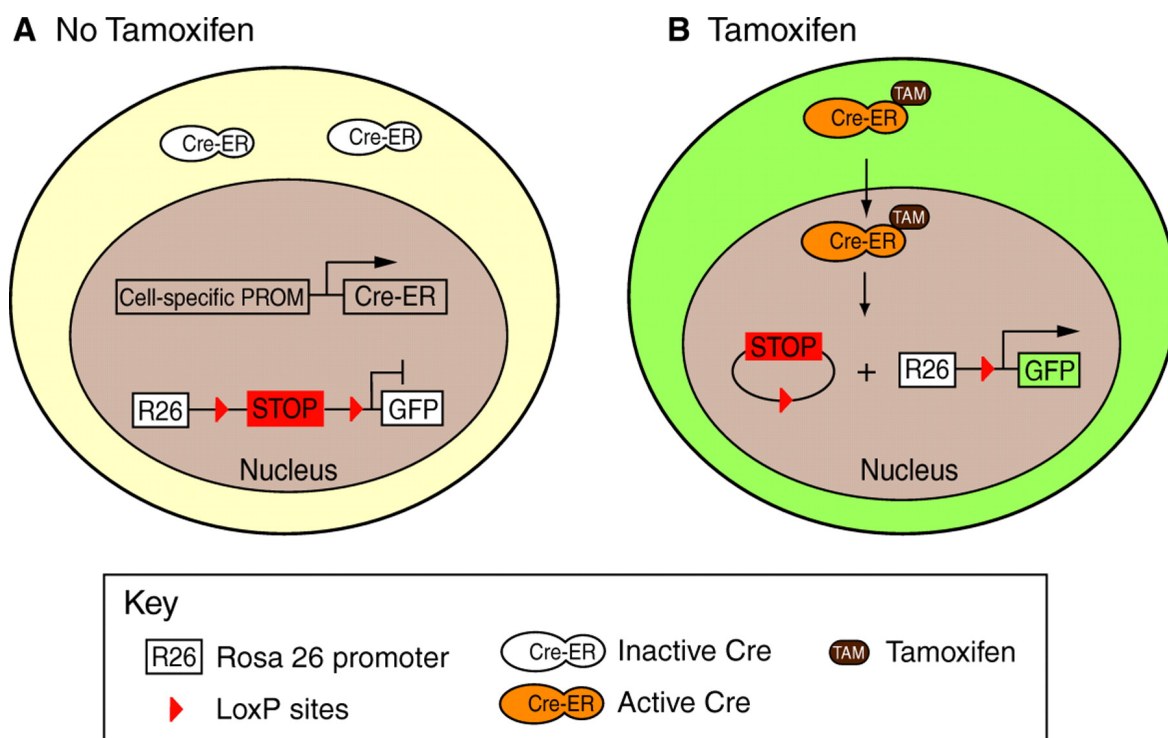 A No Tamoxifen
B Tamoxifen
Cre-ER
Cre-ER
Cell-specific PROM
Cre-ER
R26
STOP
GFP
Nucleus
Cre-ER
TAM
Cre-ER
TAM
STOP
+
R26
GFP
Nucleus
Key
R26 Rosa 26 promoter
LoxP sites
Cre-ER Inactive Cre
Cre-ER Active Cre
TAM Tamoxifen